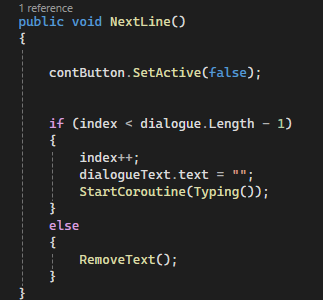 1 reference
public void NextLine()
{
contButton.SetActive(false);
if (index < dialogue.Length - 1)
{
index++;
dialogueText.text = "";
StartCoroutine(Typing());
}
else
{
RemoveText();
}
}